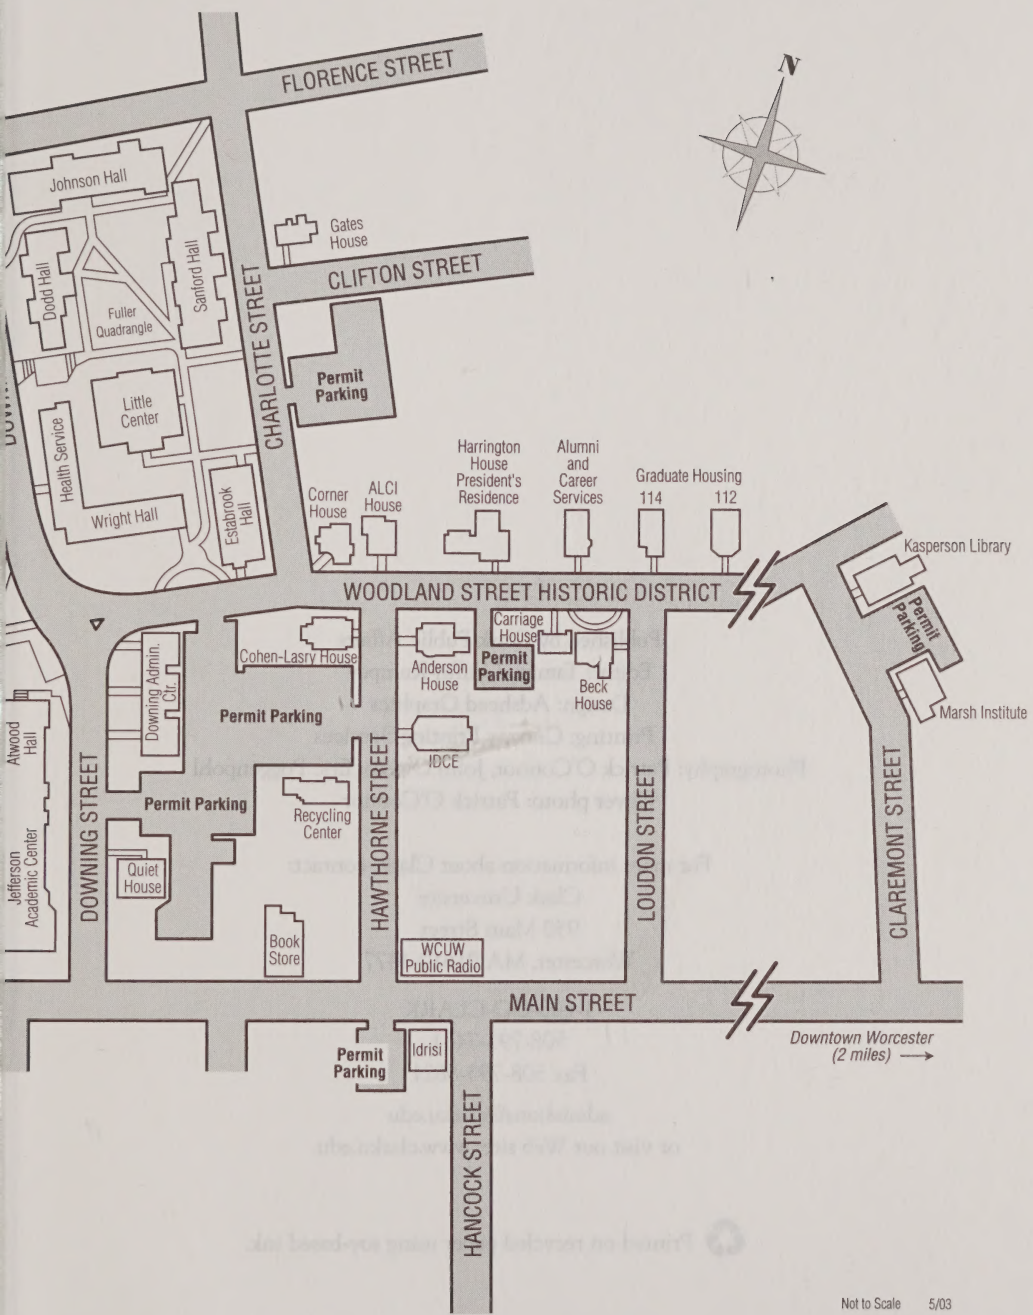 FLORENCE STREET
N
Johnson Hall
Gates
House
Dodd Hall
Sanford Hall
CLIFTON STREET
Fuller
Quadrangle
CHARLOTTE STREET
Permit
Parking
Little
Center
Health Service
Wright Hall
Estabrook
Hall
Corner
House
ALCI
House
Harrington
House
President's
Residence
Alumni
and
Career
Services
Graduate Housing
114
112
Kasperson Library
WOODLAND STREET HISTORIC DISTRICT
Permit
Parking
Cohen-Lasry House
Downing Admin.
Ctr.
Anderson
House
Carriage
House
Permit
Parking
Beck
House
Marsh Institute
Permit Parking
Atwood
Hall
IDCE
Permit Parking
Recycling
Center
DOWNING STREET
HAWTHORNE STREET
LOUDON STREET
CLAREMONT STREET
Jefferson
Academic Center
Quiet
House
Book
Store
WCUW
Public Radio
MAIN STREET
Permit
Parking
Idrisi
Downtown Worcester
(2 miles)
HANCOCK STREET
Not to Scale 5/03